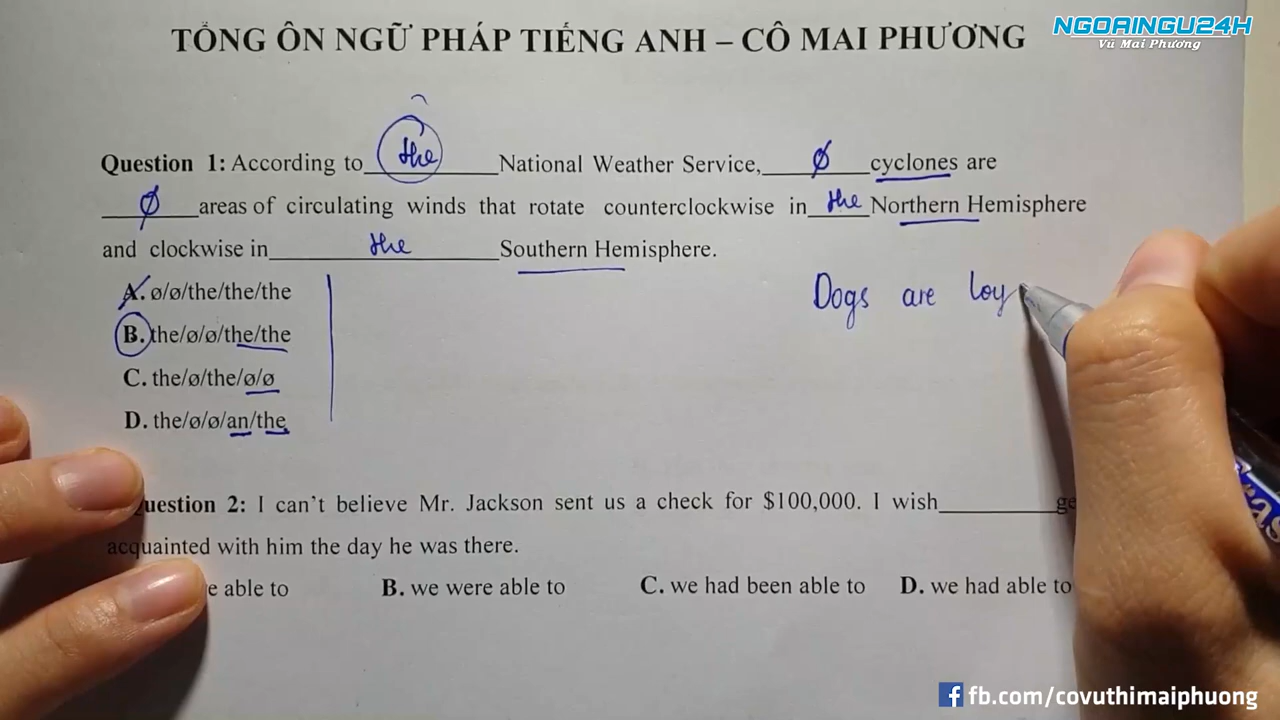 TỔNG ÔN NGỮ PHÁP TIẾNG ANH – CÔ MAI PHƯƠNG
NGOAINGU24H
Vũ Mai Phương
Question 1: According to the National Weather Service, ø cyclones are
ø areas of circulating winds that rotate counterclockwise in the Northern Hemisphere
and clockwise in the Southern Hemisphere.
A. ø/ø/the/the/the
B. the/ø/ø/the/the
C. the/ø/the/ø/ø
D. the/ø/ø/an/the
Dogs are loy
Question 2: I can't believe Mr. Jackson sent us a check for $100,000. I wish__________ge
acquainted with him the day he was there.
e able to B. we were able to C. we had been able to D. we had able to
fb.com/covuthimaiphuong